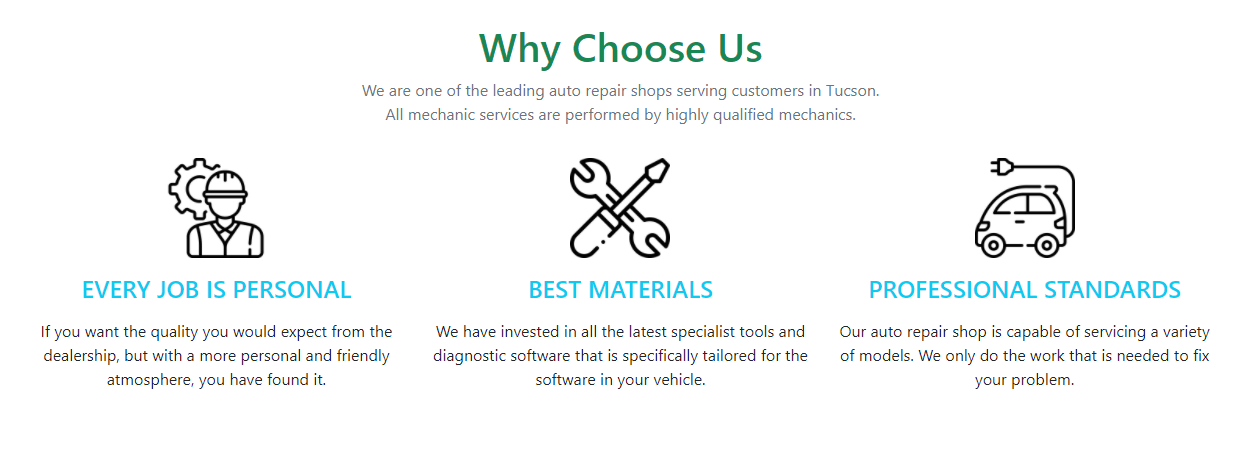 Why Choose Us
We are one of the leading auto repair shops serving customers in Tucson.
All mechanic services are performed by highly qualified mechanics.
EVERY JOB IS PERSONAL
If you want the quality you would expect from the
dealership, but with a more personal and friendly
atmosphere, you have found it.
BEST MATERIALS
We have invested in all the latest specialist tools and
diagnostic software that is specifically tailored for the
software in your vehicle.
PROFESSIONAL STANDARDS
Our auto repair shop is capable of servicing a variety
of models. We only do the work that is needed to fix
your problem.